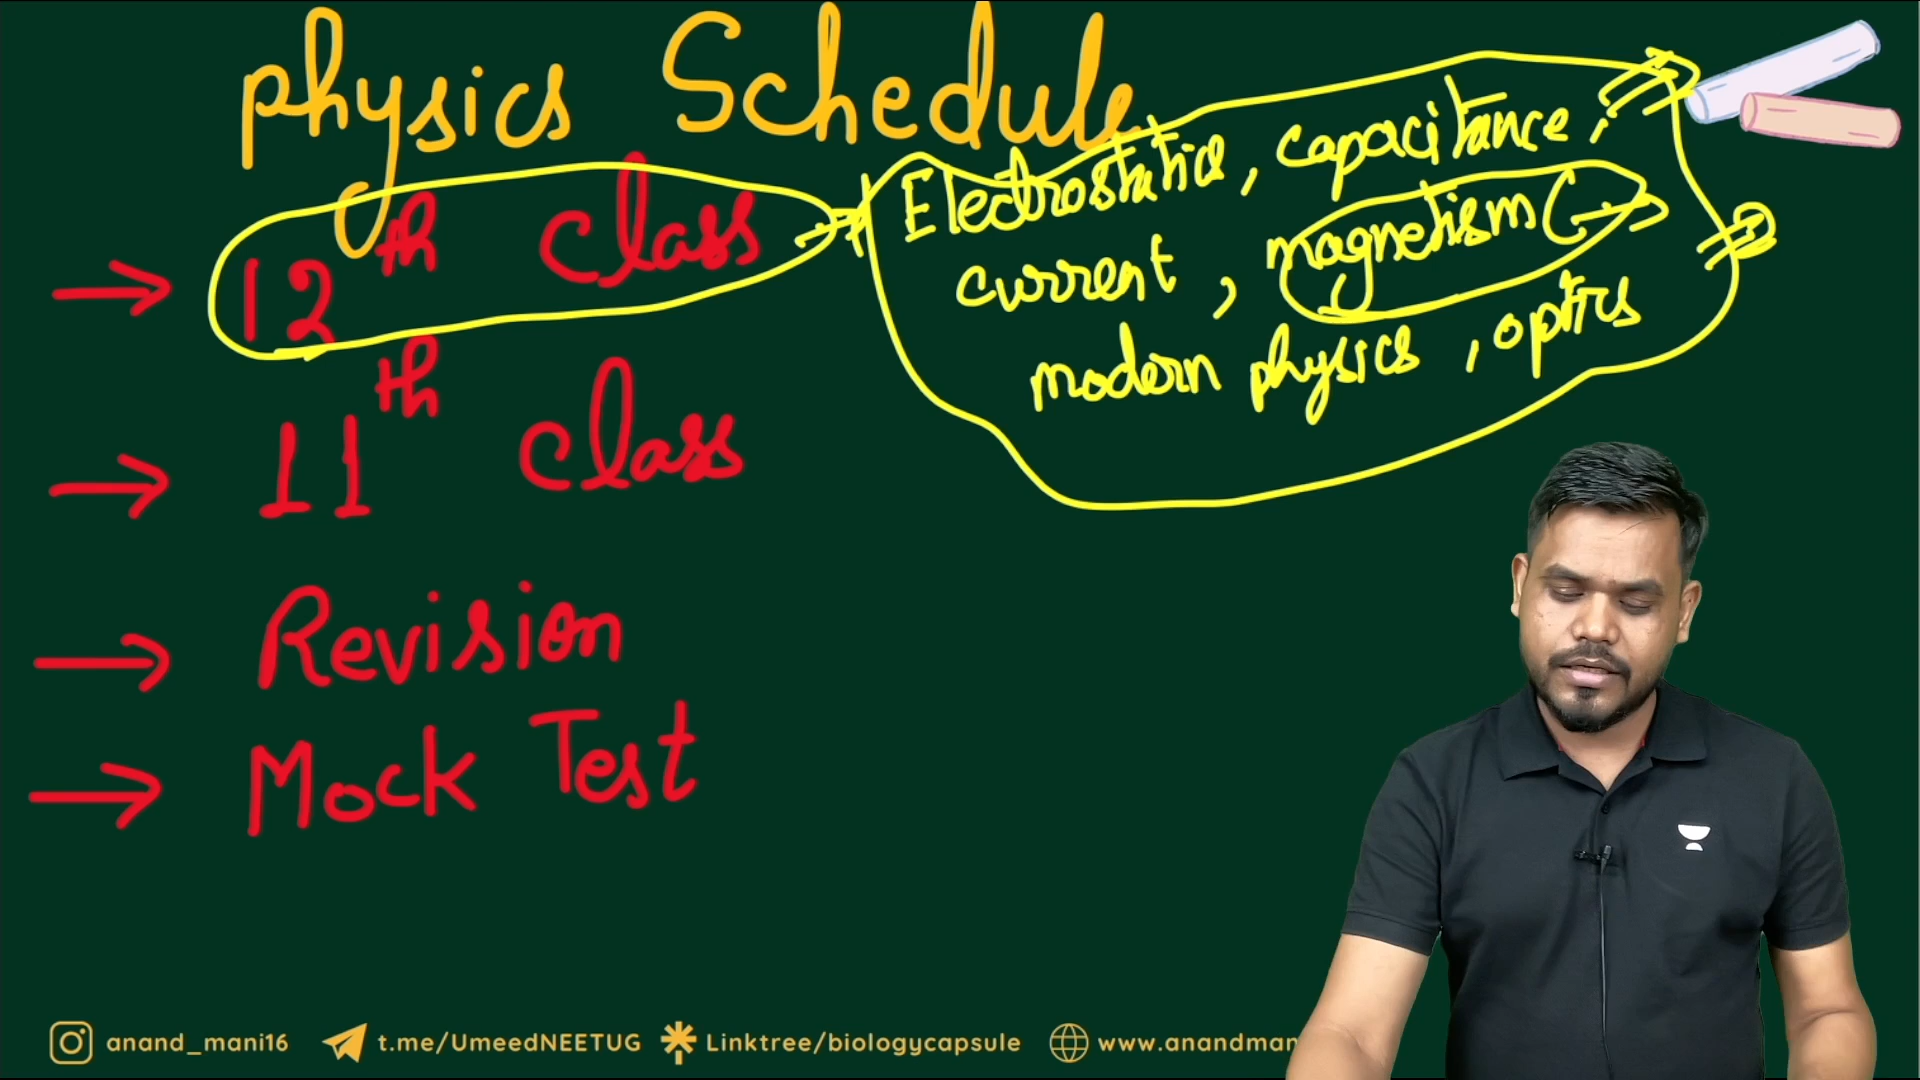 physics Schedule
→ 12th class
Electrostatics, capacitance,
current, magnetism
modern physics, optics
→ 11th class
→ Revision
→ Mock Test
anand_mani16 t.me/UmeedNEETUG Linktree/biologycapsule www.anandman